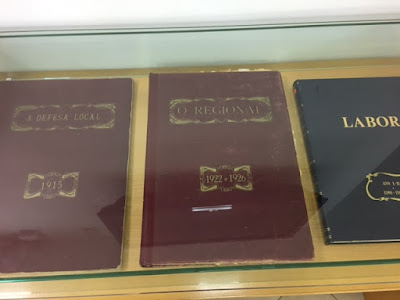 A DEFESA LOCAL
1915
O REGIONAL
1922 • 1926
LABOR